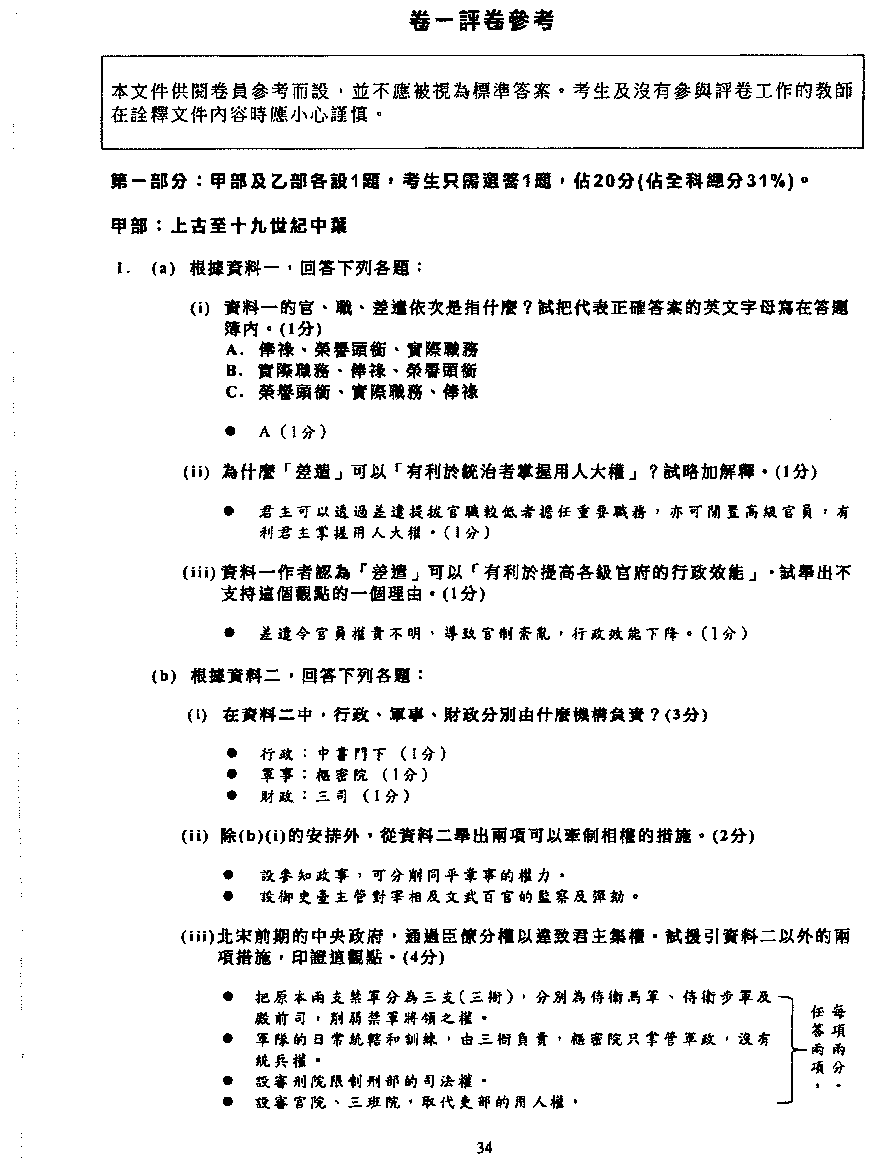 卷一評卷參考
本文件供閱卷員參考而設，並不應被視為標準答案。考生及沒有參與評卷工作的教師
在詮釋文件內容時應小心謹慎。
第一部分：甲部及乙部各設1題，考生只需選答1題，佔20分(佔全科總分31%)。
甲部：上古至十九世紀中葉
1. (a) 根據資料一，回答下列各題：
(i) 資料一的官、職、差遣依次是指什麼？試把代表正確答案的英文字母寫在答題
簿內。(1分)
A. 俸祿、榮譽頭銜、實際職務
B. 實際職務、俸祿、榮譽頭銜
C. 榮譽頭銜、實際職務、俸祿
● A (1分)
(ii) 為什麼「差遣」可以「有利於統治者掌握用人大權」？試略加解釋。(1分)
● 君主可以透過差遣提拔官職較低者擔任重要職務，亦可閒置高級官員，有
利君主掌握用人大權。(1分)
(iii) 資料一作者認為「差遣」可以「有利於提高各級官府的行政效能」。試舉出不
支持這個觀點的一個理由。(1分)
● 差遣令官員權責不明，導致官制紊亂，行政效能下降。(1分)
(b) 根據資料二，回答下列各題：
(i) 在資料二中，行政、軍事、財政分別由什麼機構負責？(3分)
● 行政：中書門下 (1分)
● 軍事：樞密院 (1分)
● 財政：三司 (1分)
(ii) 除(b)(i)的安排外，從資料二舉出兩項可以牽制相權的措施。(2分)
● 設參知政事，可分削同平章事的權力。
● 設御史臺主管對宰相及文武百官的監察及彈劾。
(iii) 北宋前期的中央政府，通過臣僚分權以達致君主集權。試援引資料二以外的兩
項措施，印證這觀點。(4分)
● 把原本兩支禁軍分為三支(三衙)，分別為侍衛馬軍、侍衛步軍及
殿前司，削弱禁軍將領之權。
● 軍隊的日常統轄和訓練，由三衙負責，樞密院只掌管軍政，沒有
統兵權。
● 設審刑院限制刑部的司法權。
● 設審官院、三班院，取代吏部的用人權。
每項兩分。
任答兩項，
34